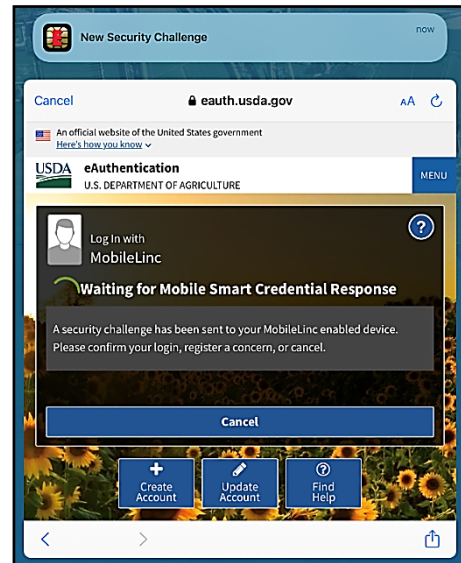 New Security Challenge
now
Cancel
eauth.usda.gov
AA
An official website of the United States government
Here's how you know
USDA
eAuthentication
U.S. DEPARTMENT OF AGRICULTURE
MENU
Log In with
MobileLinc
?
Waiting for Mobile Smart Credential Response
A security challenge has been sent to your MobileLinc enabled device.
Please confirm your login, register a concern, or cancel.
Cancel
Create
Account
Update
Account
?
Find
Help